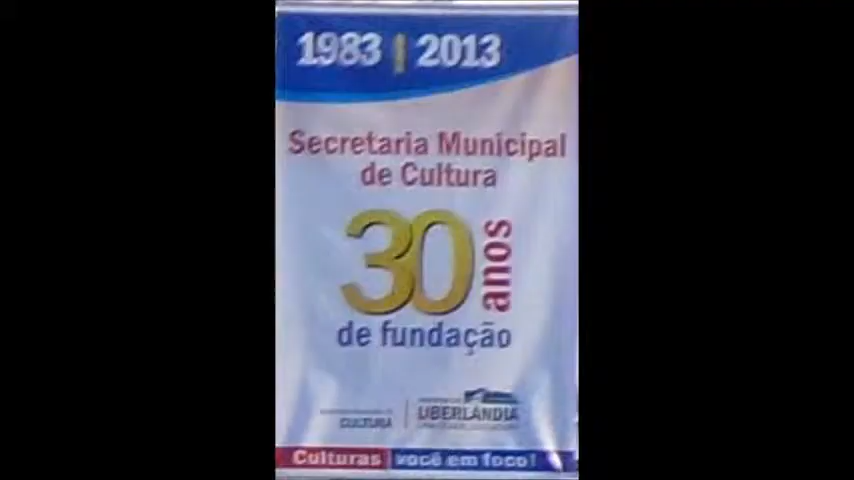 1983 | 2013
Secretaria Municipal
de Cultura
30 anos
de fundação
CULTURA
UBERLÂNDIA
Culturas você em foco!